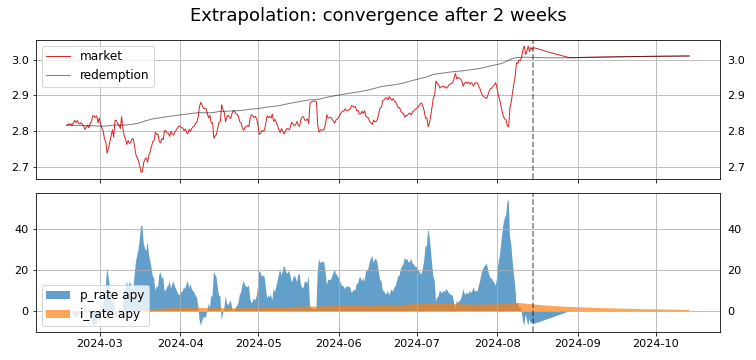 Extrapolation: convergence after 2 weeks
market
redemption
3.0
2.9
2.8
2.7
3.0
2.9
2.8
2.7
40
20
0
40
20
0
p_rate apy
i_rate apy
2024-03 2024-04 2024-05 2024-06 2024-07 2024-08 2024-09 2024-10